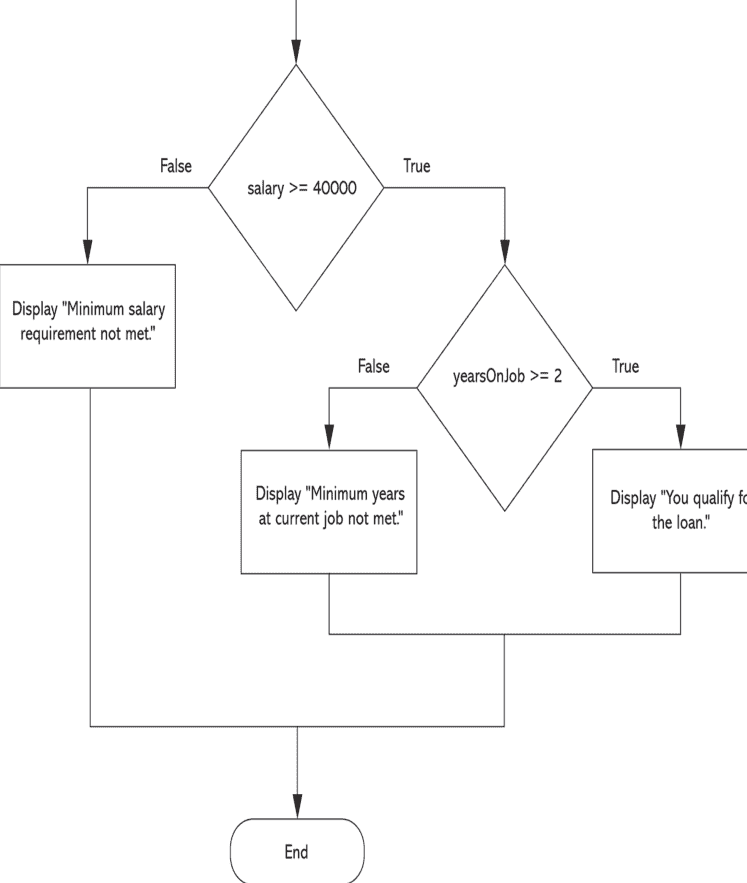 False
True
salary >= 40000
Display "Minimum salary
requirement not met."
False
True
yearsOnJob >= 2
Display "Minimum years
at current job not met."
Display "You qualify fo
the loan."
End